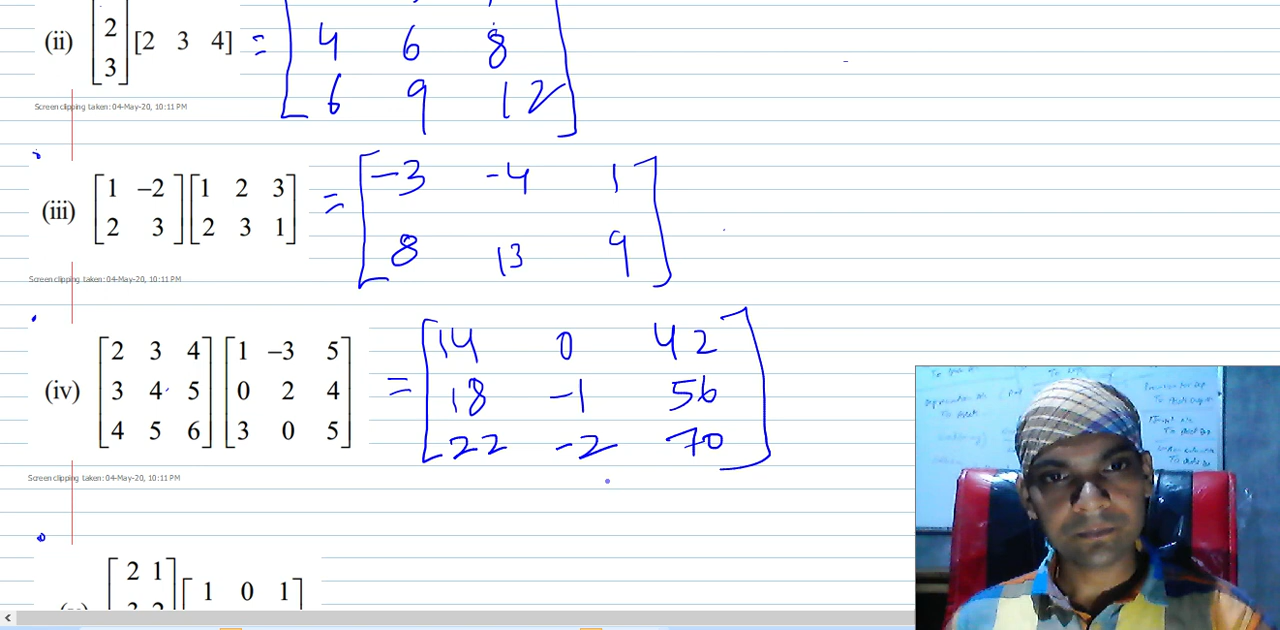 2
(ii) [2 3 4] = 4 6 8
3 6 9 12
Screen clipping taken: 04-May-20, 10:11 PM
(iii) [1 -2] [1 2 3] = [-3 -4 1]
[2 3] [2 3 1] [8 13 9]
Screen clipping taken: 04-May-20, 10:11 PM
[2 3 4] [1 -3 5] [14 0 42]
(iv) [3 4 5] [0 2 4] = [18 -1 56]
[4 5 6] [3 0 5] [22 -2 70]
Screen clipping taken: 04-May-20, 10:11 PM
[2 1]
[1 0 1]